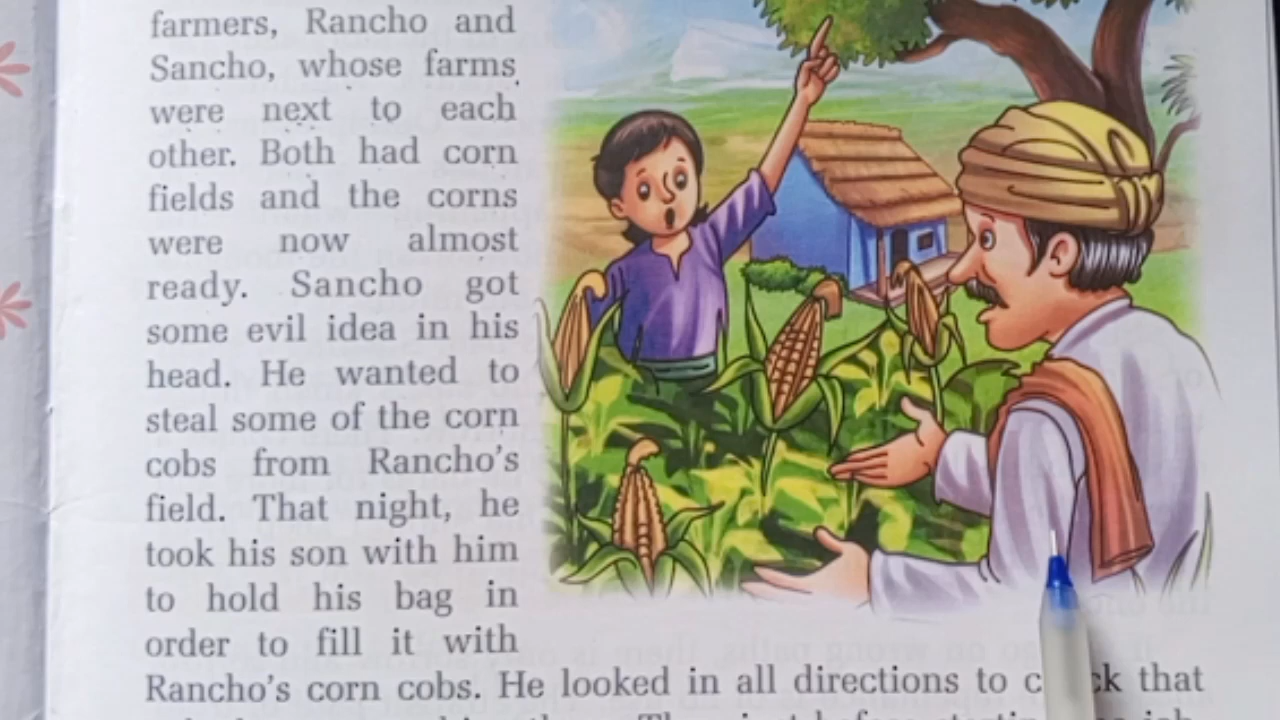 farmers, Rancho and
Sancho, whose farms
were next to each
other. Both had corn
fields and the corns
were now almost
ready. Sancho got
some evil idea in his
head. He wanted to
steal some of the corn
cobs from Rancho's
field. That night, he
took his son with him
to hold his bag in
order to fill it with
Rancho's corn cobs. He looked in all directions to ck that